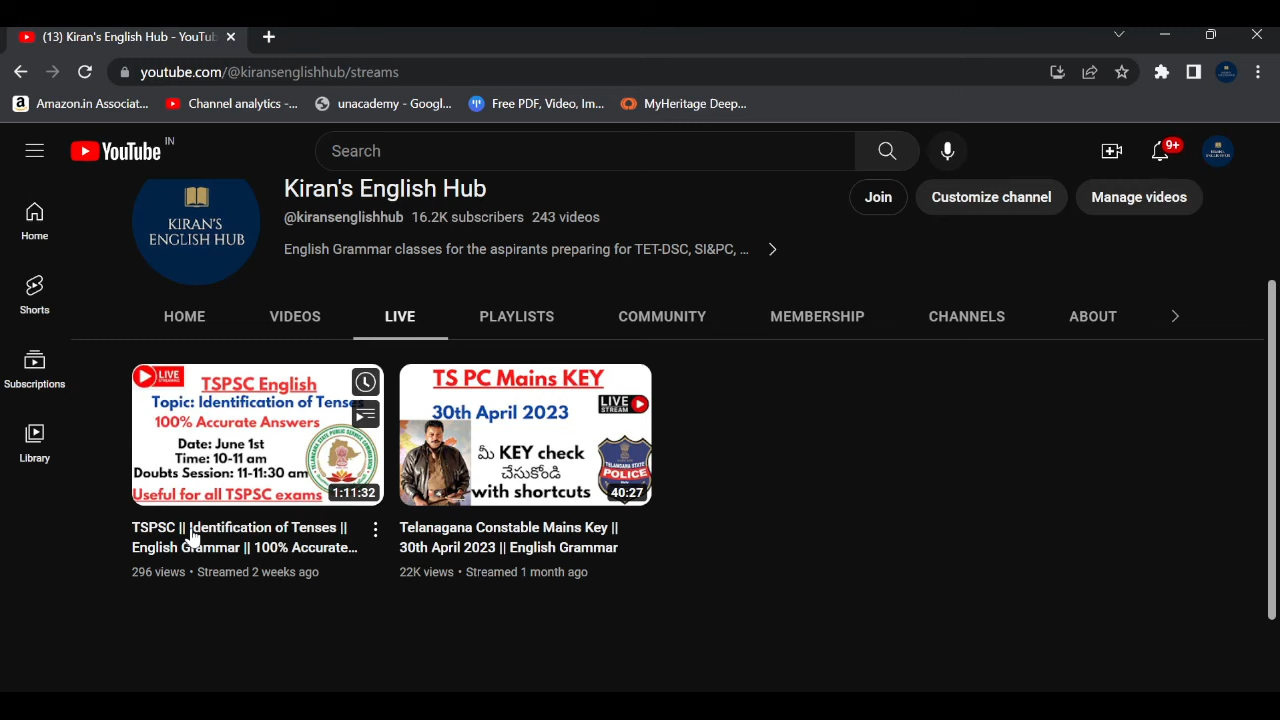 (13) Kiran's English Hub - YouTub
youtube.com/@kiransenglishhub/streams
Amazon.in Associat... Channel analytics -... unacademy - Googl... Free PDF, Video, Im... MyHeritage Deep...
YouTube IN
Search
9+
Kiran's English Hub
@kiransenglishhub 16.2K subscribers 243 videos
English Grammar classes for the aspirants preparing for TET-DSC, SI&PC, ...
Join Customize channel Manage videos
KIRAN'S
ENGLISH HUB
Home
Shorts
Subscriptions
Library
HOME VIDEOS LIVE PLAYLISTS COMMUNITY MEMBERSHIP CHANNELS ABOUT
LIVE
TSPSC English
Topic: Identification of Tenses
100% Accurate Answers
Date: June 1st
Time: 10-11 am
Doubts Session: 11-11:30 am
Useful for all TSPSC exams
1:11:32
TSPSC || Identification of Tenses ||
English Grammar || 100% Accurate...
296 views • Streamed 2 weeks ago
TS PC Mains KEY
30th April 2023
LIVE
STREAM
మీ KEY check
చేసుకోండి
with shortcuts
TELANGANA STATE
POLICE
40:27
Telanagana Constable Mains Key ||
30th April 2023 || English Grammar
22K views • Streamed 1 month ago